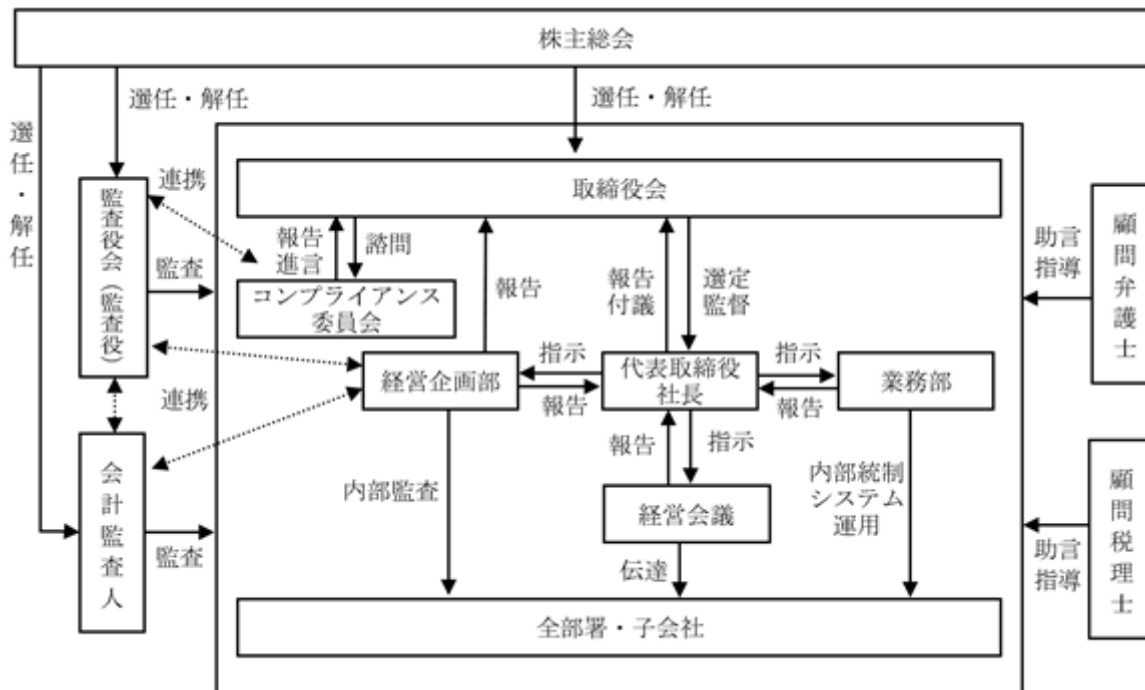 株主総会
選任・解任
選任・解任
選任・解任
連携
監査役会(監査役)
監査
取締役会
報告
進言
諮問
コンプライアンス
委員会
報告
報告
付議
選定
監督
顧問弁護士
助言
指導
経営企画部
指示
報告
代表取締役
社長
指示
報告
業務部
連携
会計監査人
監査
内部監査
報告
指示
経営会議
伝達
内部統制
システム
運用
顧問税理士
助言
指導
全部署・子会社